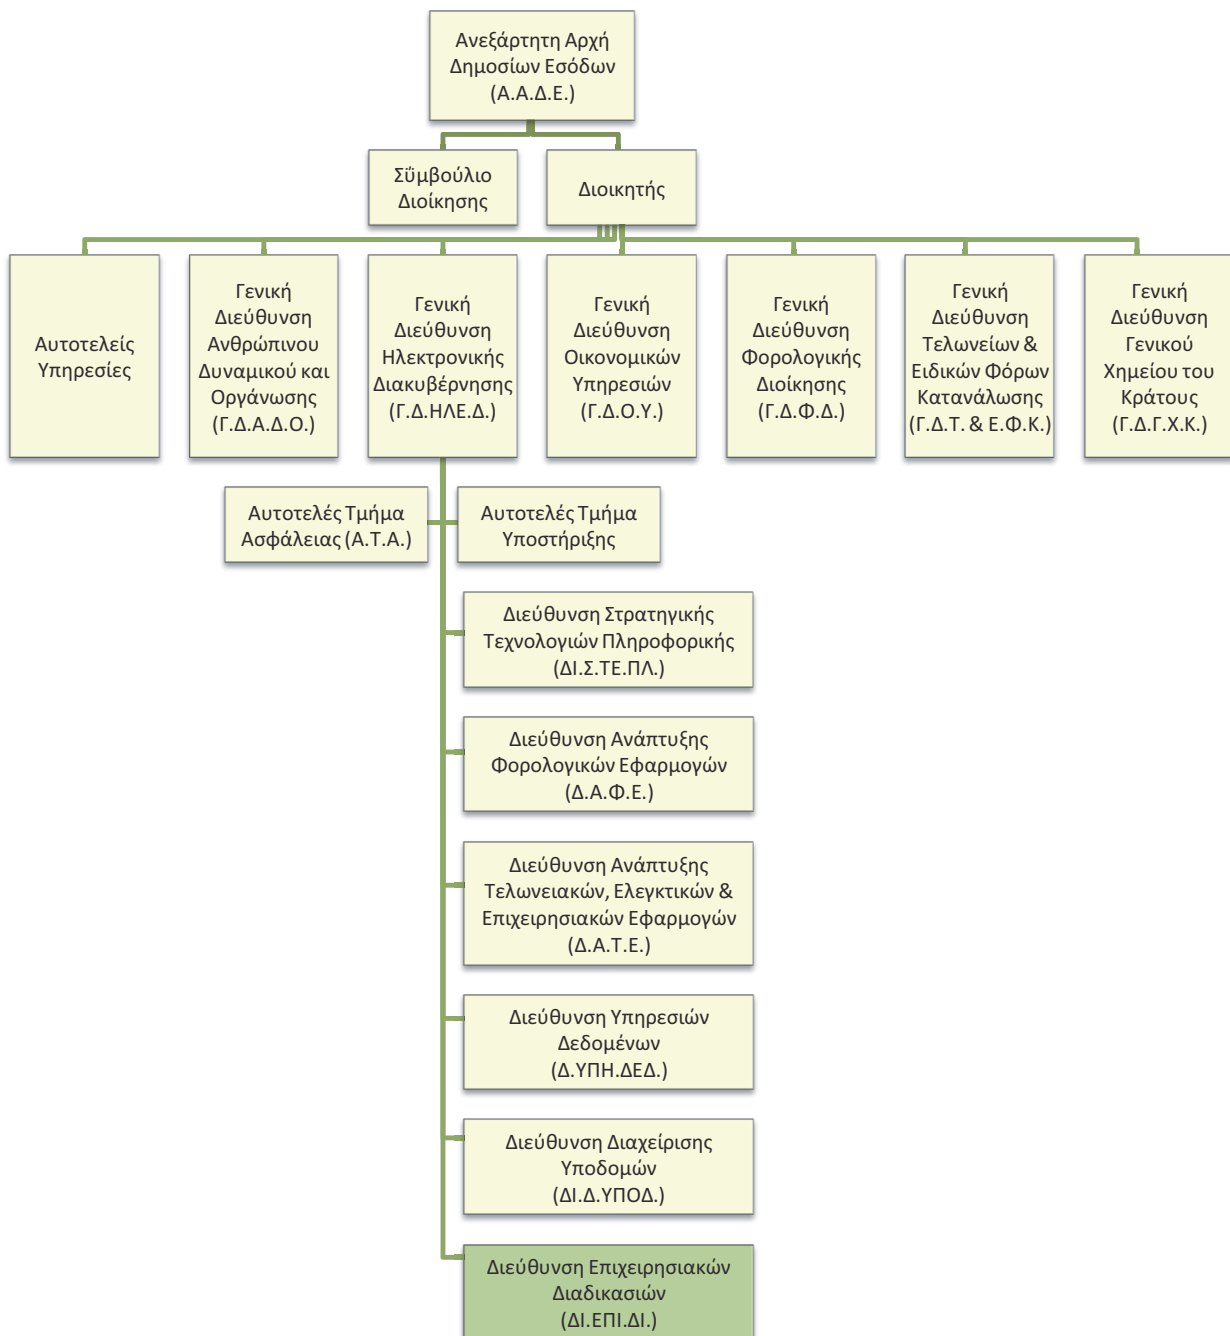 Ανεξάρτητη Αρχή
Δημοσίων Εσόδων
(Α.Α.Δ.Ε.)
Σΰμβούλιο
Διοίκησης
Διοικητής
Αυτοτελείς
Υπηρεσίες
Γενική
Διεύθυνση
Ανθρώπινου
Δυναμικού και
Οργάνωσης
(Γ.Δ.Α.Δ.Ο.)
Γενική
Διεύθυνση
Ηλεκτρονικής
Διακυβέρνησης
(Γ.Δ.ΗΛΕ.Δ.)
Γενική
Διεύθυνση
Οικονομικών
Υπηρεσιών
(Γ.Δ.Ο.Υ.)
Γενική
Διεύθυνση
Φορολογικής
Διοίκησης
(Γ.Δ.Φ.Δ.)
Γενική
Διεύθυνση
Τελωνείων &
Ειδικών Φόρων
Κατανάλωσης
(Γ.Δ.Τ. & Ε.Φ.Κ.)
Γενική
Διεύθυνση
Γενικού
Χημείου του
Κράτους
(Γ.Δ.Γ.Χ.Κ.)
Αυτοτελές Τμήμα
Ασφάλειας (Α.Τ.Α.)
Αυτοτελές Τμήμα
Υποστήριξης
Διεύθυνση Στρατηγικής
Τεχνολογιών Πληροφορικής
(ΔΙ.Σ.ΤΕ.ΠΛ.)
Διεύθυνση Ανάπτυξης
Φορολογικών Εφαρμογών
(Δ.Α.Φ.Ε.)
Διεύθυνση Ανάπτυξης
Τελωνειακών, Ελεγκτικών &
Επιχειρησιακών Εφαρμογών
(Δ.Α.Τ.Ε.)
Διεύθυνση Υπηρεσιών
Δεδομένων
(Δ.ΥΠΗ.ΔΕΔ.)
Διεύθυνση Διαχείρισης
Υποδομών
(ΔΙ.Δ.ΥΠΟΔ.)
Διεύθυνση Επιχειρησιακών
Διαδικασιών
(ΔΙ.ΕΠΙ.ΔΙ.)